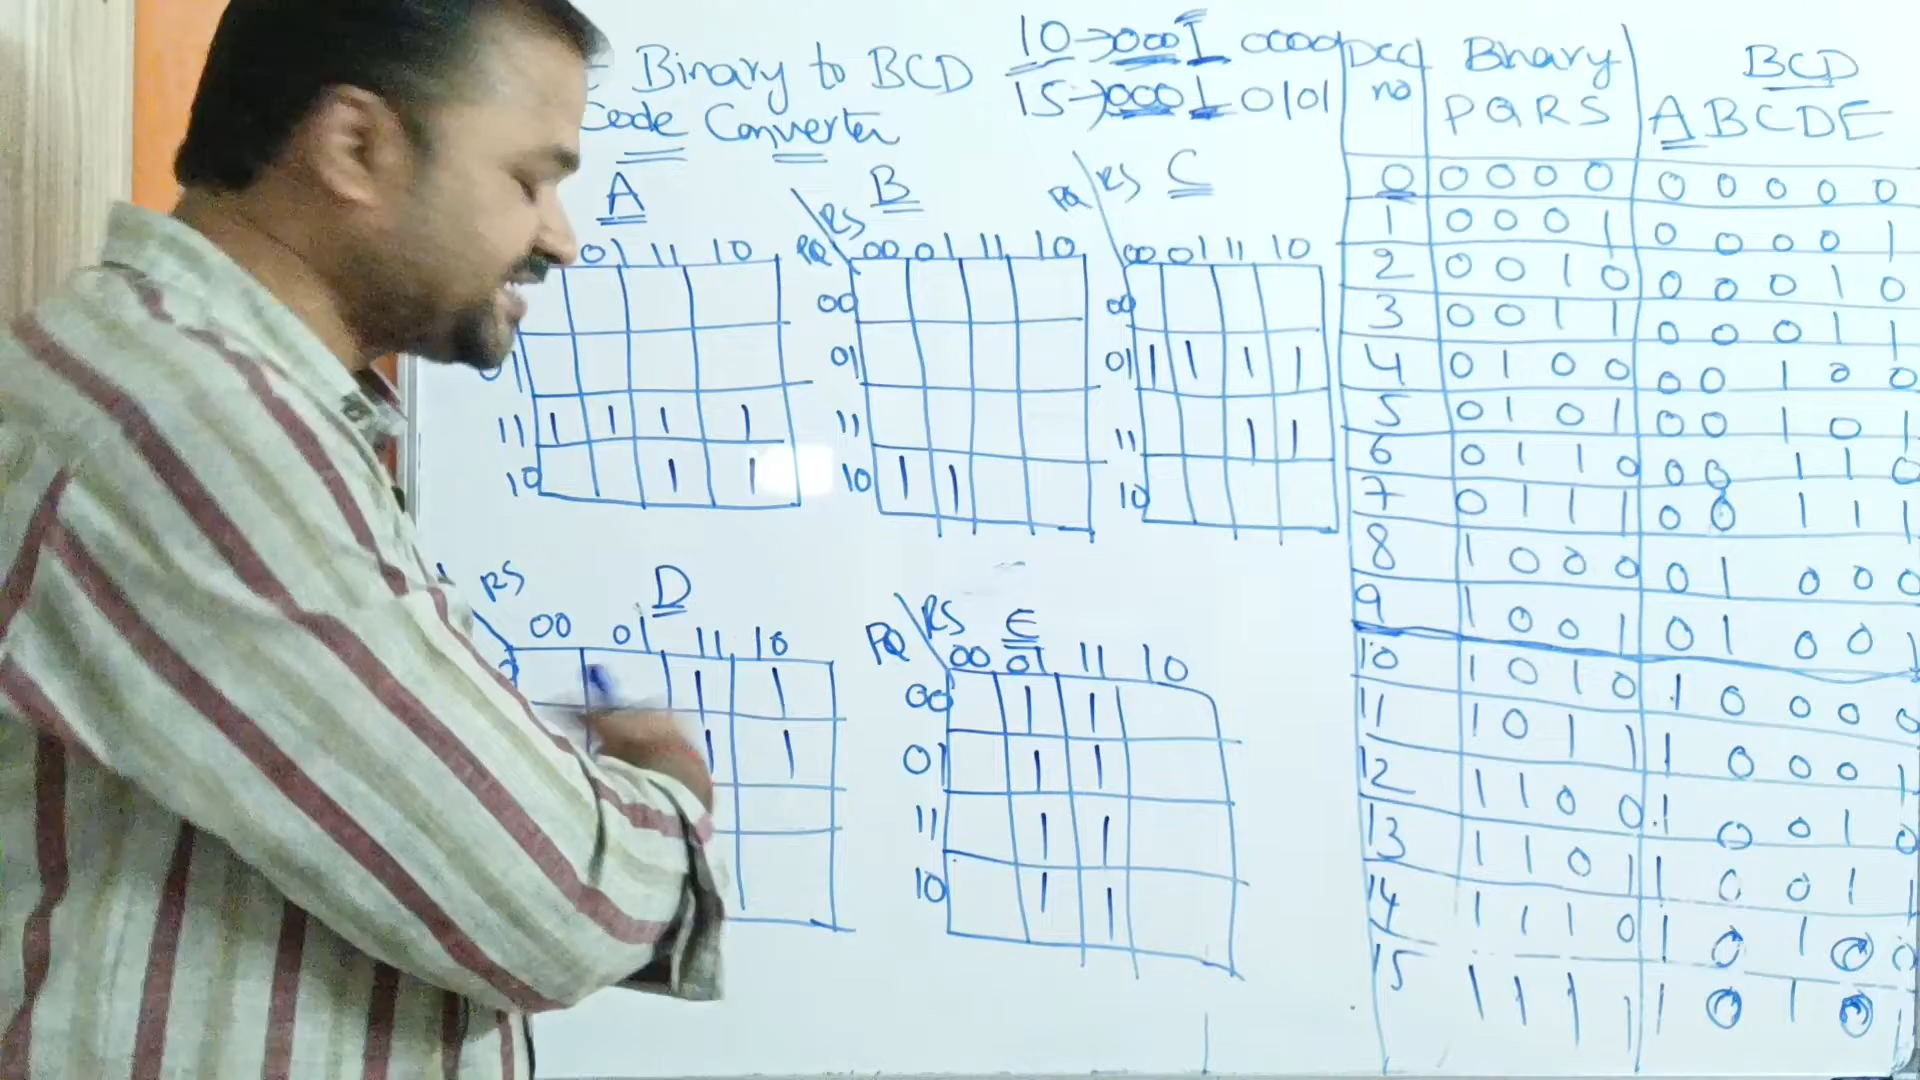 Binary to BCD
Code Converter
10→0001 0000
15→0001 0101
A
01 11 10
01
11 1 1 1 1
10 1 1
B
RS
PQ 00 01 11 10
00
01
11
10 1 1
C
PQ RS
00 01 11 10
00
01 1 1 1 1
11 1 1
10
D
RS
00 01 11 10
1 1
1 1
E
PQ RS
00 01 11 10
00 1 1
01 1 1
11 1 1
10 1 1
Dec Binary BCD
no PQRS ABCDE
0 0 0 0 0 0 0 0 0 0
1 0 0 0 1 0 0 0 0 1
2 0 0 1 0 0 0 0 1 0
3 0 0 1 1 0 0 0 1 1
4 0 1 0 0 0 0 1 0 0
5 0 1 0 1 0 0 1 0 1
6 0 1 1 0 0 0 1 1 0
7 0 1 1 1 0 0 1 1 1
8 1 0 0 0 0 1 0 0 0
9 1 0 0 1 0 1 0 0 1
10 1 0 1 0 1 0 0 0 0
11 1 0 1 1 1 0 0 0 1
12 1 1 0 0 1 0 0 1 0
13 1 1 0 1 1 0 0 1 1
14 1 1 1 0 1 0 1 0 0
15 1 1 1 1 1 0 1 0 1